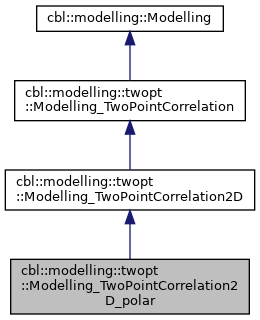 cbl::modelling::Modelling
cbl::modelling::twopt
::Modelling_TwoPointCorrelation
cbl::modelling::twopt
::Modelling_TwoPointCorrelation2D
cbl::modelling::twopt
::Modelling_TwoPointCorrelation2
D_polar